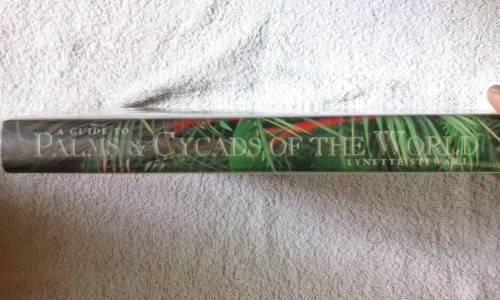 A GUIDE TO
PALMS & CYCADS OF THE WORLD
LYNETTE STEWART